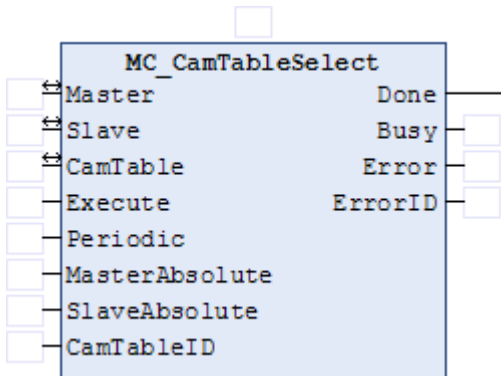 MC_CamTableSelect
Master Done
Slave Busy
CamTable Error
Execute ErrorID
Periodic
MasterAbsolute
SlaveAbsolute
CamTableID